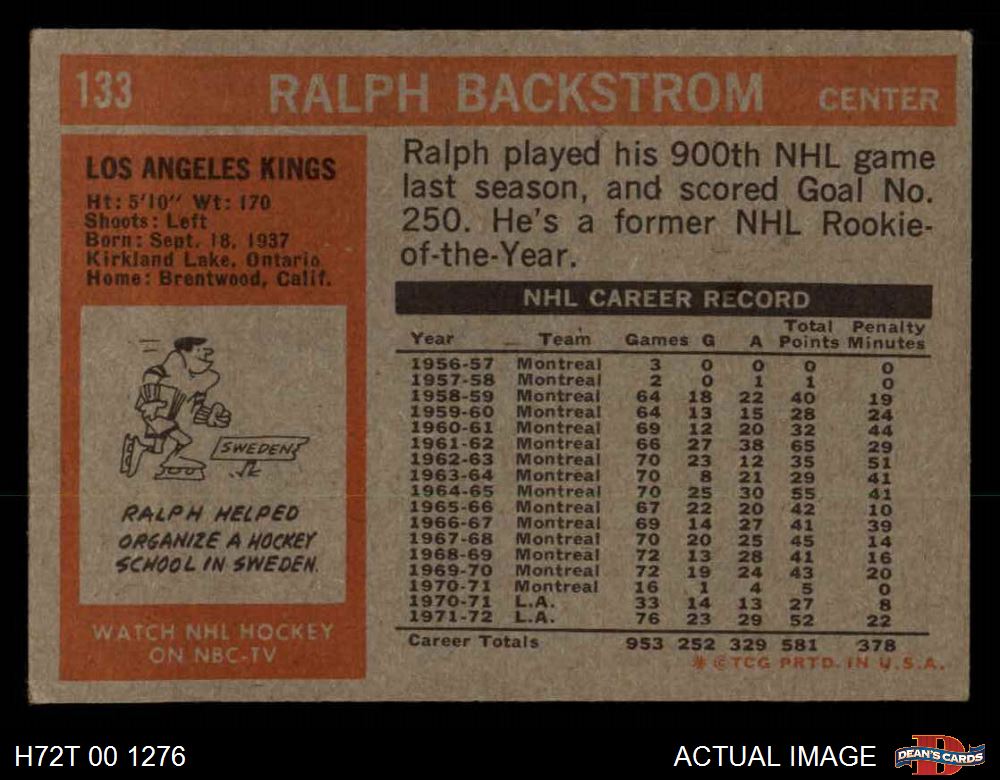 133 RALPH BACKSTROM CENTER
LOS ANGELES KINGS
Ht: 5'10" Wt: 170
Shoots: Left
Born: Sept. 18, 1937
Kirkland Lake, Ontario
Home: Brentwood, Calif.
SWEDEN
RALPH HELPED
ORGANIZE A HOCKEY
SCHOOL IN SWEDEN.
WATCH NHL HOCKEY
ON NBC-TV
Ralph played his 900th NHL game
last season, and scored Goal No.
250. He's a former NHL Rookie-
of-the-Year.
NHL CAREER RECORD
Year Team Games G A Total Points Penalty Minutes
1956-57 Montreal 3 0 0 0 0
1957-58 Montreal 2 0 1 1 0
1958-59 Montreal 64 18 22 40 19
1959-60 Montreal 64 13 15 28 24
1960-61 Montreal 69 12 20 32 44
1961-62 Montreal 66 27 38 65 29
1962-63 Montreal 70 23 12 35 51
1963-64 Montreal 70 8 21 29 41
1964-65 Montreal 70 25 30 55 41
1965-66 Montreal 67 22 20 42 10
1966-67 Montreal 69 14 27 41 39
1967-68 Montreal 70 20 25 45 14
1968-69 Montreal 72 13 28 41 16
1969-70 Montreal 72 19 24 43 20
1970-71 Montreal 16 1 4 5 0
1970-71 L.A. 33 14 13 27 8
1971-72 L.A. 76 23 29 52 22
Career Totals 953 252 329 581 378
* © TCG PRTD. IN U.S.A.
H72T 00 1276
ACTUAL IMAGE
DEAN'S CARDS